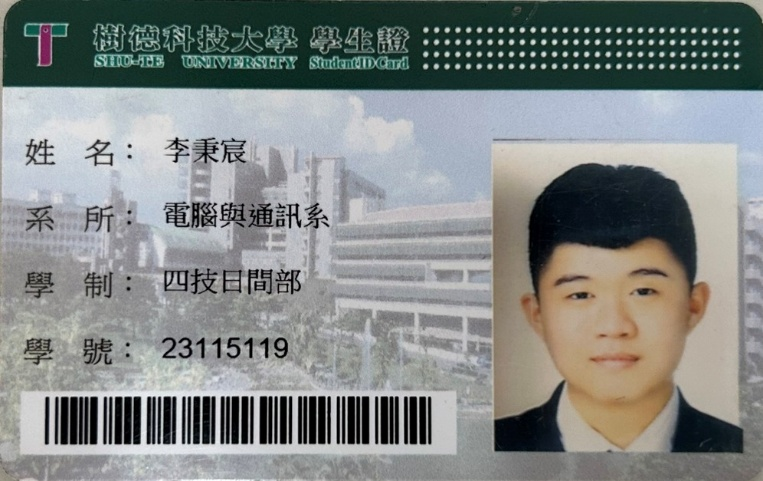 樹德科技大學 學生證
SHU-TE UNIVERSITY Student ID Card
姓 名： 李秉宸
系 所： 電腦與通訊系
學 制： 四技日間部
學 號： 23115119